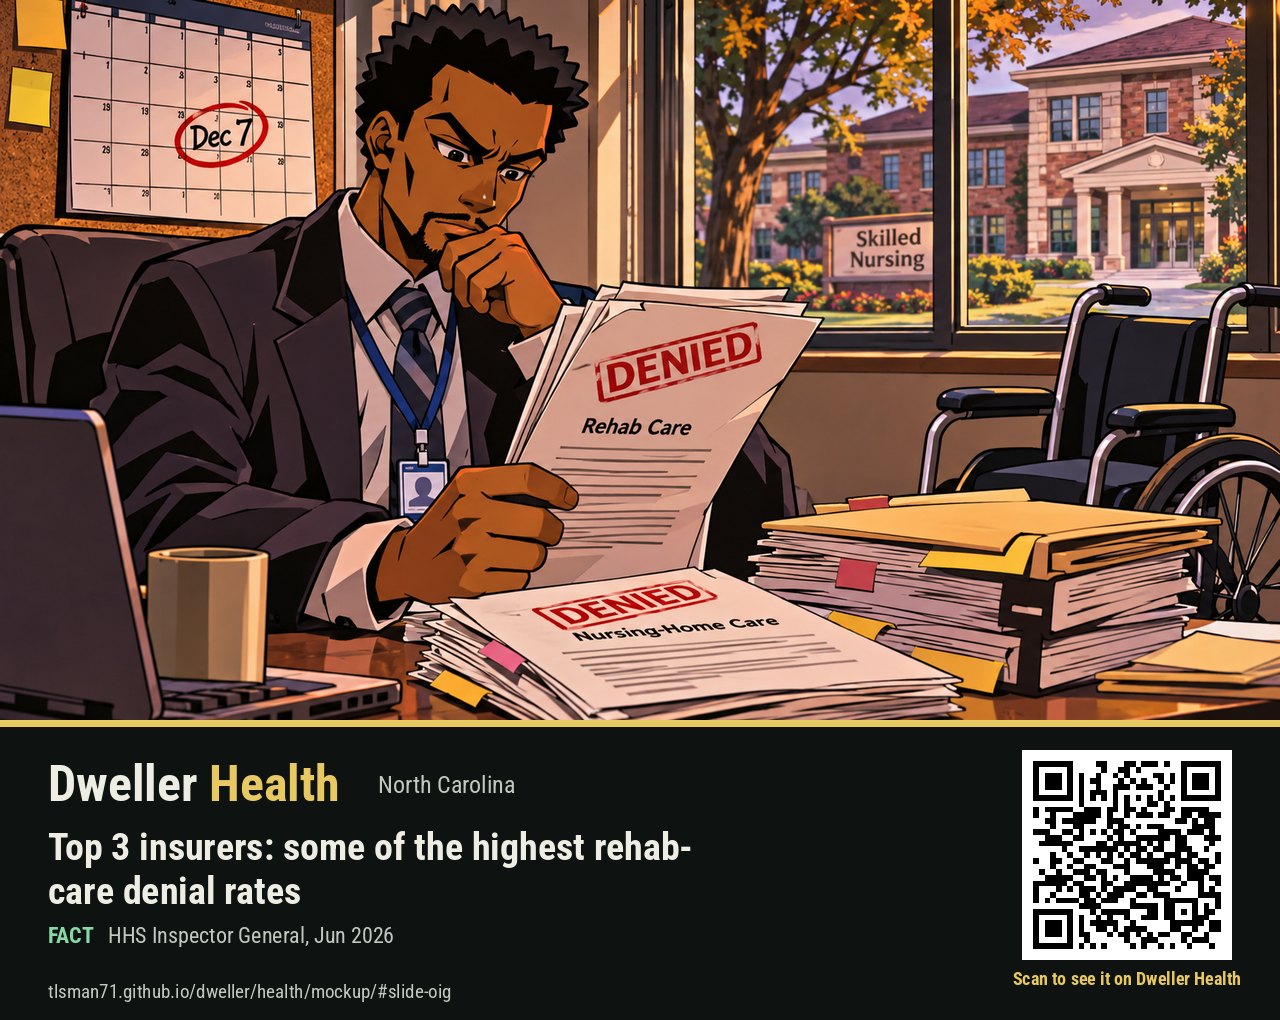 Dec 7
Skilled
Nursing
DENIED
Rehab Care
DENIED
Nursing-Home Care
Dweller Health
North Carolina
Top 3 insurers: some of the highest rehab-
care denial rates
FACT HHS Inspector General, Jun 2026
tlsman71.github.io/dweller/health/mockup/#slide-oig
Scan to see it on Dweller Health